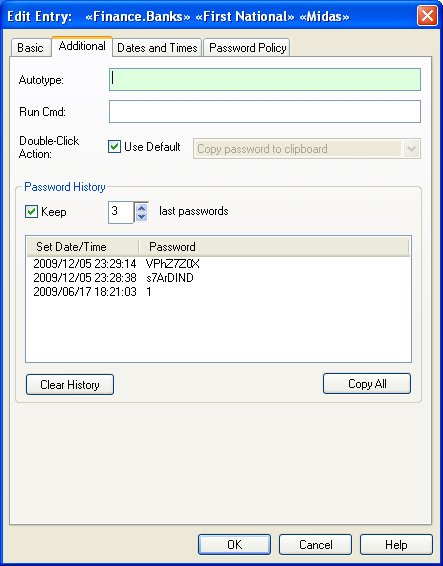 Edit Entry: «Finance.Banks» «First National» «Midas»
Basic Additional Dates and Times Password Policy
Autotype:
Run Cmd:
Double-Click
Action:
Use Default Copy password to clipboard
Password History
Keep 3 last passwords
Set Date/Time Password
2009/12/05 23:29:14 VPhZ7Z0X
2009/12/05 23:28:38 s7ArDIND
2009/06/17 18:21:03 1
Clear History Copy All
OK Cancel Help